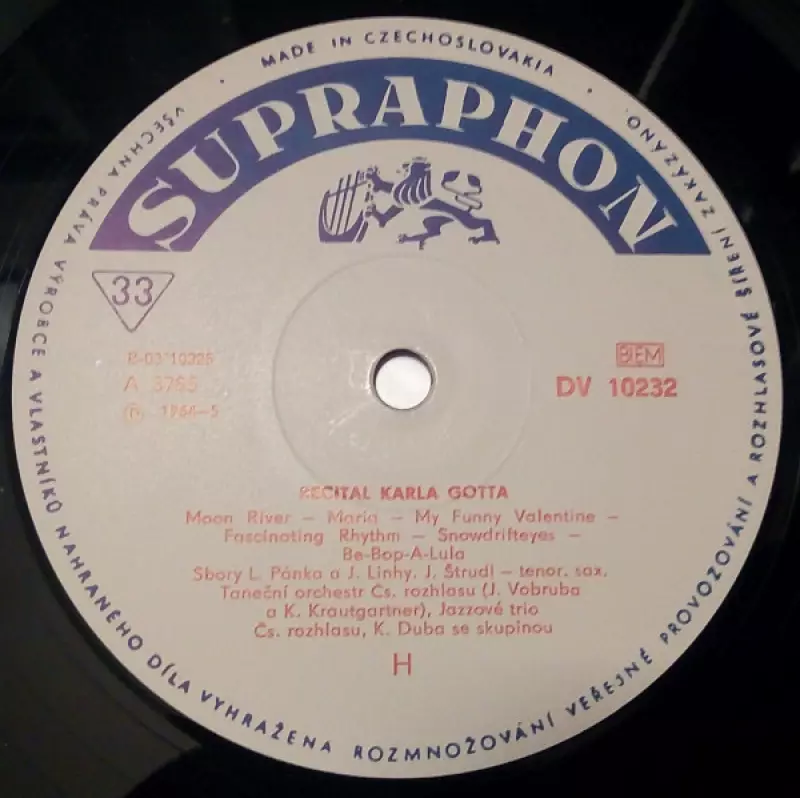 MADE IN CZECHOSLOVAKIA
SUPRAPHON
33
BIEM
A 3765
DV 10232
RECITAL KARLA GOTTA
Moon River – Maria – My Funny Valentine –
Fascinating Rhythm – Snowdrifteyes –
Be-Bop-A-Lula
Sbory L. Pánka a J. Linhy. J. Štrudl – tenor. sax.
Taneční orchestr Čs. rozhlasu (J. Vobruba
a K. Krautgartner), Jazzové trio
Čs. rozhlasu, K. Duba se skupinou
H
VŠECHNA PRÁVA VÝROBCE A VLASTNÍKŮ NAHRANÉHO DÍLA VYHRAŽENA ROZMNOŽOVÁNÍ VEŘEJNÉ PROVOZOVÁNÍ A ROZHLASOVÉ ŠÍŘENÍ ZAKÁZÁNO